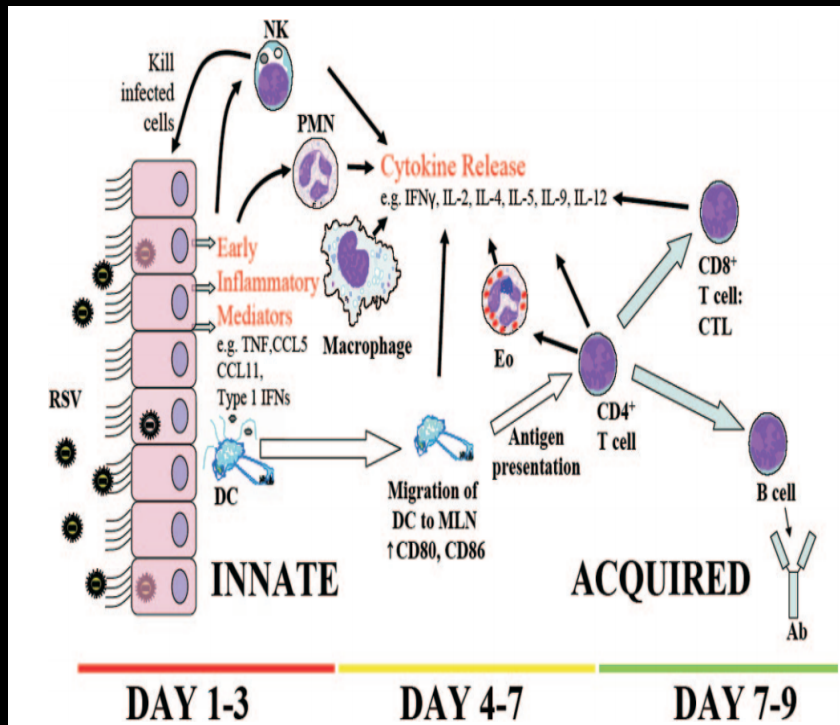 NK
Kill
infected
cells
PMN
Cytokine Release
e.g. IFNγ, IL-2, IL-4, IL-5, IL-9, IL-12
Early
Inflammatory
Mediators
e.g. TNF,CCL5
CCL11,
Type 1 IFNs
Macrophage
Eo
CD8+
T cell:
CTL
RSV
CD4+
T cell
Antigen
presentation
DC
Migration of
DC to MLN
↑CD80, CD86
B cell
Ab
INNATE
ACQUIRED
DAY 1-3
DAY 4-7
DAY 7-9